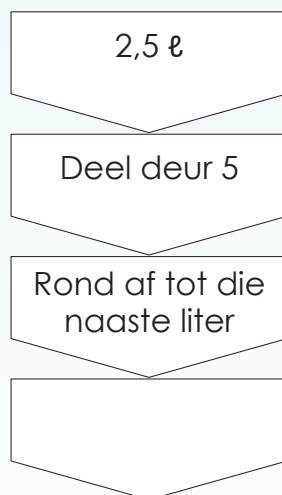 2,5 ℓ
Deel deur 5
Rond af tot die
naaste liter